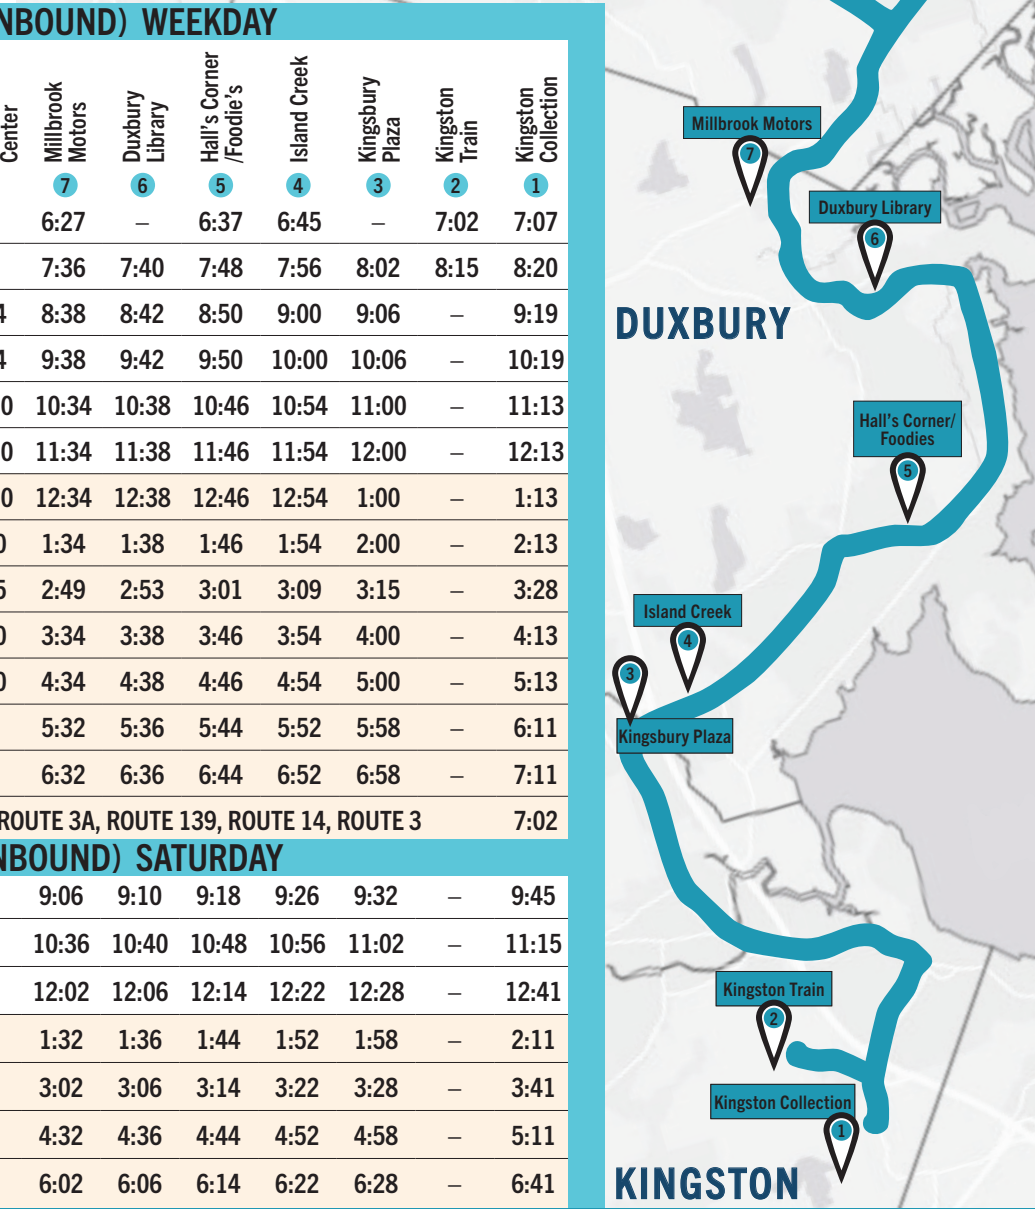 NBOUND) WEEKDAY
Center
Millbrook
Motors
Duxbury
Library
Hall's Corner
/Foodie's
Island Creek
Kingsbury
Plaza
Kingston
Train
Kingston
Collection
7 6 5 4 3 2 1
6:27 – 6:37 6:45 – 7:02 7:07
7:36 7:40 7:48 7:56 8:02 8:15 8:20
4 8:38 8:42 8:50 9:00 9:06 – 9:19
4 9:38 9:42 9:50 10:00 10:06 – 10:19
0 10:34 10:38 10:46 10:54 11:00 – 11:13
0 11:34 11:38 11:46 11:54 12:00 – 12:13
0 12:34 12:38 12:46 12:54 1:00 – 1:13
0 1:34 1:38 1:46 1:54 2:00 – 2:13
5 2:49 2:53 3:01 3:09 3:15 – 3:28
0 3:34 3:38 3:46 3:54 4:00 – 4:13
0 4:34 4:38 4:46 4:54 5:00 – 5:13
5:32 5:36 5:44 5:52 5:58 – 6:11
6:32 6:36 6:44 6:52 6:58 – 7:11
ROUTE 3A, ROUTE 139, ROUTE 14, ROUTE 3 7:02
NBOUND) SATURDAY
9:06 9:10 9:18 9:26 9:32 – 9:45
10:36 10:40 10:48 10:56 11:02 – 11:15
12:02 12:06 12:14 12:22 12:28 – 12:41
1:32 1:36 1:44 1:52 1:58 – 2:11
3:02 3:06 3:14 3:22 3:28 – 3:41
4:32 4:36 4:44 4:52 4:58 – 5:11
6:02 6:06 6:14 6:22 6:28 – 6:41
Millbrook Motors
7
Duxbury Library
6
DUXBURY
Hall's Corner/
Foodies
5
Island Creek
4
3
Kingsbury Plaza
Kingston Train
2
Kingston Collection
1
KINGSTON